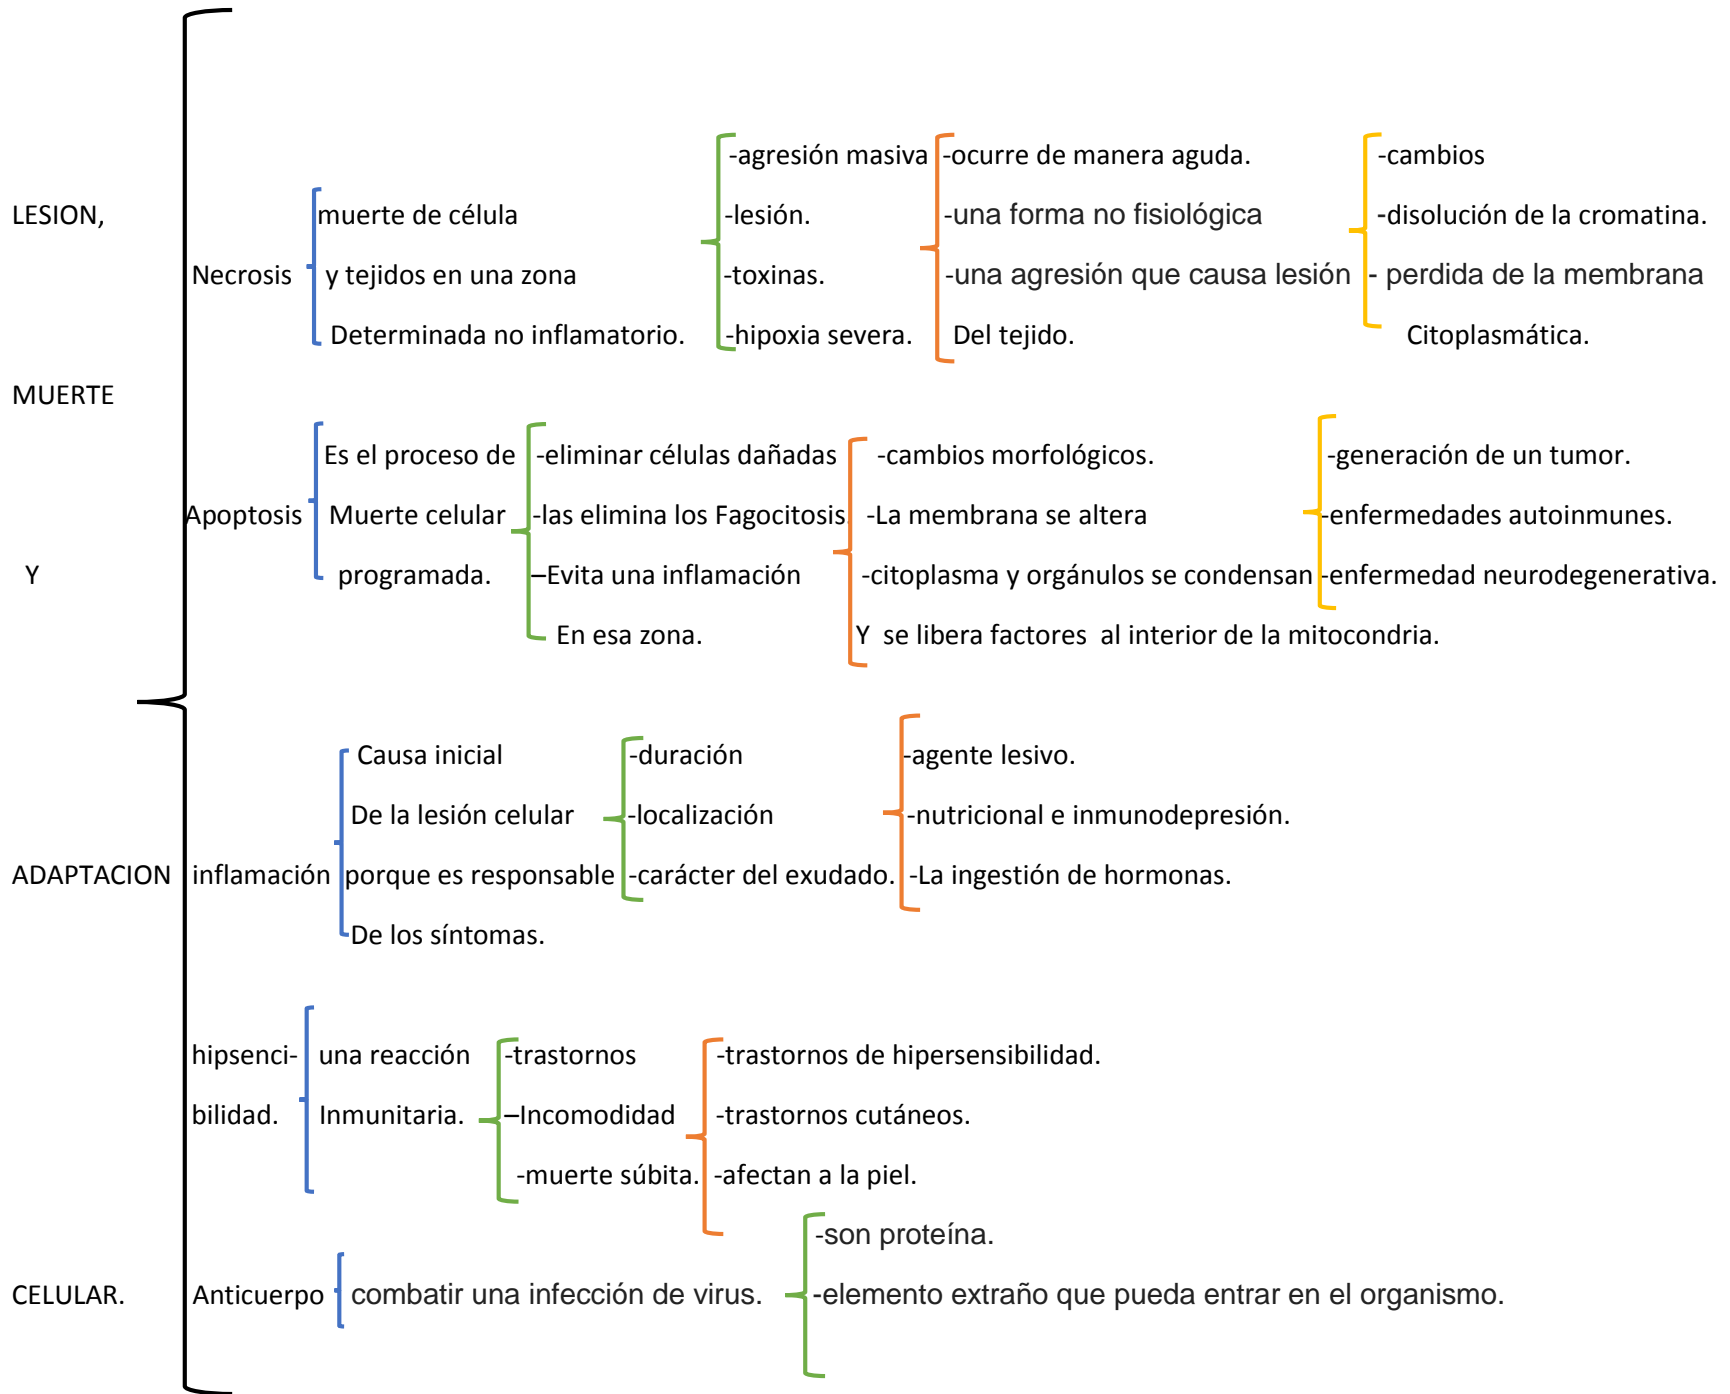 -agresión masiva -ocurre de manera aguda. -cambios
LESION, muerte de célula -lesión. -una forma no fisiológica -disolución de la cromatina.
Necrosis y tejidos en una zona -toxinas. -una agresión que causa lesión - perdida de la membrana
Determinada no inflamatorio. -hipoxia severa. Del tejido. Citoplasmática.
MUERTE
Es el proceso de -eliminar células dañadas -cambios morfológicos. -generación de un tumor.
Apoptosis Muerte celular -las elimina los Fagocitosis. -La membrana se altera -enfermedades autoinmunes.
Y programada. –Evita una inflamación -citoplasma y orgánulos se condensan -enfermedad neurodegenerativa.
En esa zona. Y se libera factores al interior de la mitocondria.
Causa inicial -duración -agente lesivo.
De la lesión celular -localización -nutricional e inmunodepresión.
ADAPTACION inflamación porque es responsable -carácter del exudado. -La ingestión de hormonas.
De los síntomas.
hipsenci- una reacción -trastornos -trastornos de hipersensibilidad.
bilidad. Inmunitaria. –Incomodidad -trastornos cutáneos.
-muerte súbita. -afectan a la piel.
-son proteína.
CELULAR. Anticuerpo combatir una infección de virus. -elemento extraño que pueda entrar en el organismo.